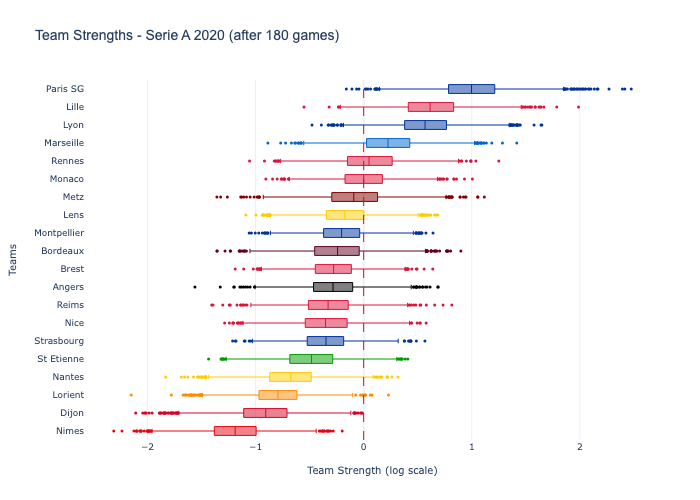 Team Strengths - Serie A 2020 (after 180 games)
Paris SG
Lille
Lyon
Marseille
Rennes
Monaco
Metz
Lens
Montpellier
Bordeaux
Brest
Angers
Reims
Nice
Strasbourg
St Etienne
Nantes
Lorient
Dijon
Nimes
Teams
−2 −1 0 1 2
Team Strength (log scale)